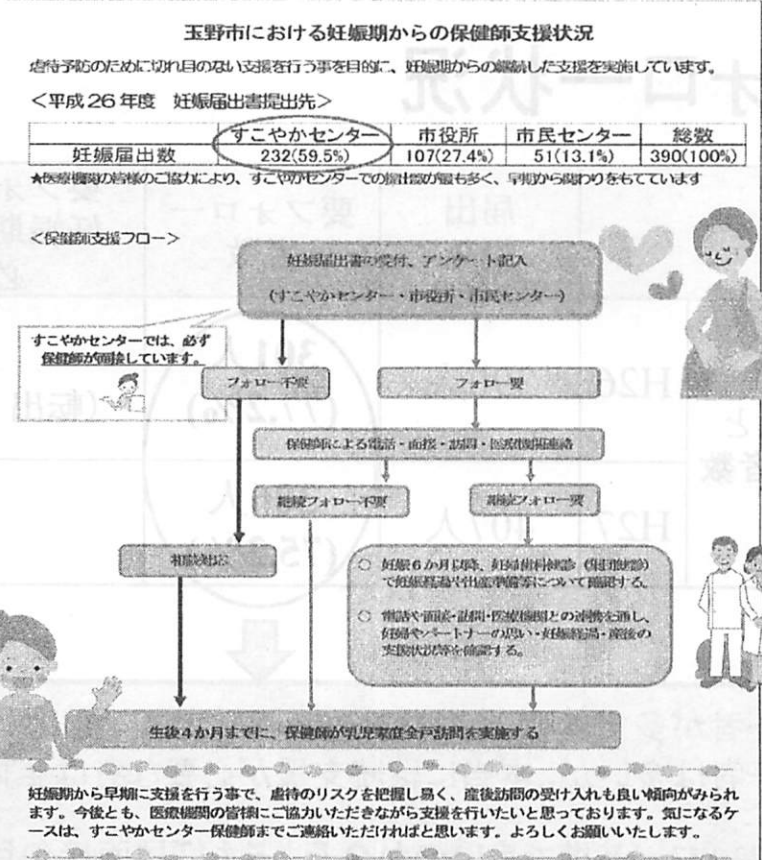 玉野市における妊娠期からの保健師支援状況
虐待予防のために切れ目のない支援を行う事を目的に、妊娠期からの継続した支援を実施しています。
<平成26年度 妊娠届出書提出先>
すこやかセンター 市役所 市民センター 総数
妊娠届出数 232(59.5%) 107(27.4%) 51(13.1%) 390(100%)
★医療機関の皆様のご協力により、すこやかセンターでの届出数が最も多く、早期から関わりをもてています
<保健師支援フロー>
妊娠届出書の受付、アンケート記入
(すこやかセンター・市役所・市民センター)
すこやかセンターでは、必ず
保健師が面接しています。
フォロー不要 フォロー要
保健師による電話・面接・訪問・医療機関連絡
継続フォロー不要 継続フォロー要
相談対応
○ 妊娠6か月以降、妊婦歯科健診(集団健診)
で妊娠経過や出産準備等について確認する。
○ 電話や面接・訪問・医療機関との連携を通し、
妊婦やパートナーの思い・妊娠経過・産後の
支援状況等を確認する。
生後4か月までに、保健師が乳児家庭全戸訪問を実施する
妊娠期から早期に支援を行う事で、虐待のリスクを把握し易く、産後訪問の受け入れも良い傾向がみられ
ます。今後とも、医療機関の皆様にご協力いただきながら支援を行いたいと思っております。気になるケ
ースは、すこやかセンター保健師までご連絡いただければと思います。よろしくお願いいたします。